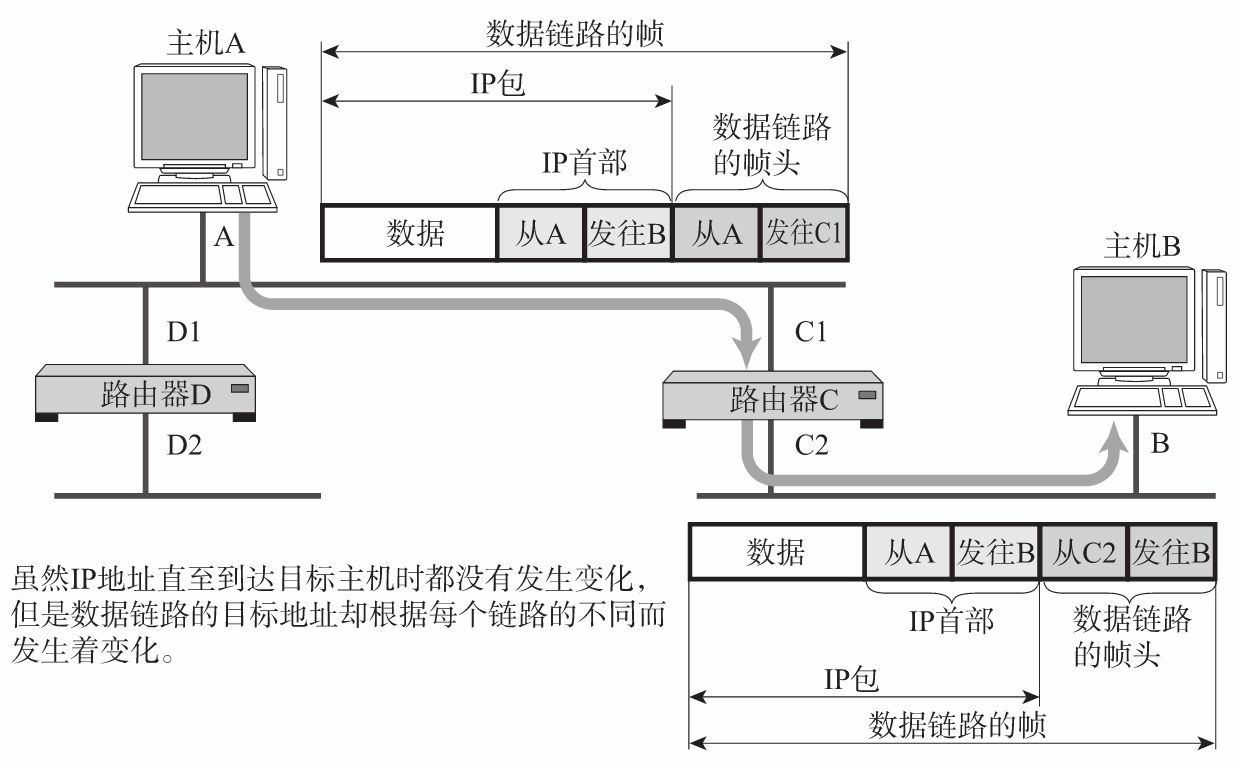 主机A
数据链路的帧
IP包
数据链路
的帧头
IP首部
数据 从A 发往B 从A 发往C1
A
主机B
D1
C1
路由器D
路由器C
D2
C2
B
数据 从A 发往B 从C2 发往B
虽然IP地址直至到达目标主机时都没有发生变化，
但是数据链路的目标地址却根据每个链路的不同而
发生着变化。
IP首部
数据链路
的帧头
IP包
数据链路的帧